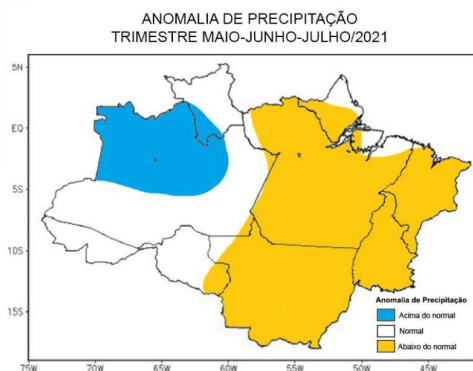 ANOMALIA DE PRECIPITAÇÃO
TRIMESTRE MAIO-JUNHO-JULHO/2021
5N
EQ
5S
10S
15S
75W 70W 65W 60W 55W 50W 45W
Anomalia de Precipitação
Acima do normal
Normal
Abaixo do normal